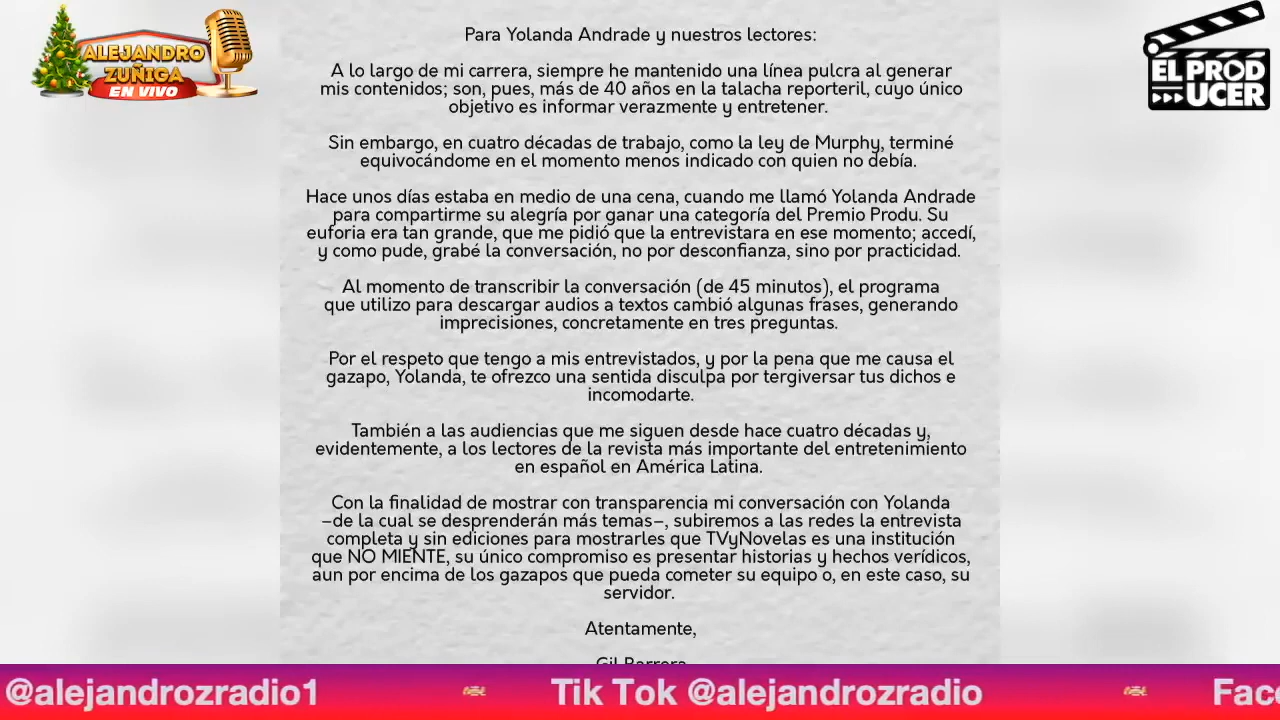 ALEJANDRO
ZUÑIGA
EN VIVO
EL PROD
UCER
Para Yolanda Andrade y nuestros lectores:
A lo largo de mi carrera, siempre he mantenido una línea pulcra al generar
mis contenidos; son, pues, más de 40 años en la talacha reporteril, cuyo único
objetivo es informar verazmente y entretener.
Sin embargo, en cuatro décadas de trabajo, como la ley de Murphy, terminé
equivocándome en el momento menos indicado con quien no debía.
Hace unos días estaba en medio de una cena, cuando me llamó Yolanda Andrade
para compartirme su alegría por ganar una categoría del Premio Produ. Su
euforia era tan grande, que me pidió que la entrevistara en ese momento; accedí,
y como pude, grabé la conversación, no por desconfianza, sino por practicidad.
Al momento de transcribir la conversación (de 45 minutos), el programa
que utilizo para descargar audios a textos cambió algunas frases, generando
imprecisiones, concretamente en tres preguntas.
Por el respeto que tengo a mis entrevistados, y por la pena que me causa el
gazapo, Yolanda, te ofrezco una sentida disculpa por tergiversar tus dichos e
incomodarte.
También a las audiencias que me siguen desde hace cuatro décadas y,
evidentemente, a los lectores de la revista más importante del entretenimiento
en español en América Latina.
Con la finalidad de mostrar con transparencia mi conversación con Yolanda
–de la cual se desprenderán más temas–, subiremos a las redes la entrevista
completa y sin ediciones para mostrarles que TVyNovelas es una institución
que NO MIENTE, su único compromiso es presentar historias y hechos verídicos,
aun por encima de los gazapos que pueda cometer su equipo o, en este caso, su
servidor.
Atentamente,
Gil Barrera
@alejandrozradio1 Tik Tok @alejandrozradio